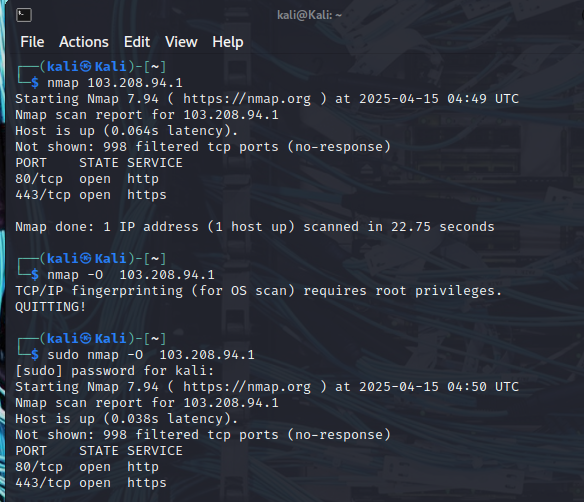 kali@Kali: ~
File Actions Edit View Help
┌──(kali㉿Kali)-[~]
└─$ nmap 103.208.94.1
Starting Nmap 7.94 ( https://nmap.org ) at 2025-04-15 04:49 UTC
Nmap scan report for 103.208.94.1
Host is up (0.064s latency).
Not shown: 998 filtered tcp ports (no-response)
PORT    STATE SERVICE
80/tcp  open  http
443/tcp open  https

Nmap done: 1 IP address (1 host up) scanned in 22.75 seconds

┌──(kali㉿Kali)-[~]
└─$ nmap -O  103.208.94.1
TCP/IP fingerprinting (for OS scan) requires root privileges.
QUITTING!

┌──(kali㉿Kali)-[~]
└─$ sudo nmap -O  103.208.94.1
[sudo] password for kali:
Starting Nmap 7.94 ( https://nmap.org ) at 2025-04-15 04:50 UTC
Nmap scan report for 103.208.94.1
Host is up (0.038s latency).
Not shown: 998 filtered tcp ports (no-response)
PORT    STATE SERVICE
80/tcp  open  http
443/tcp open  https